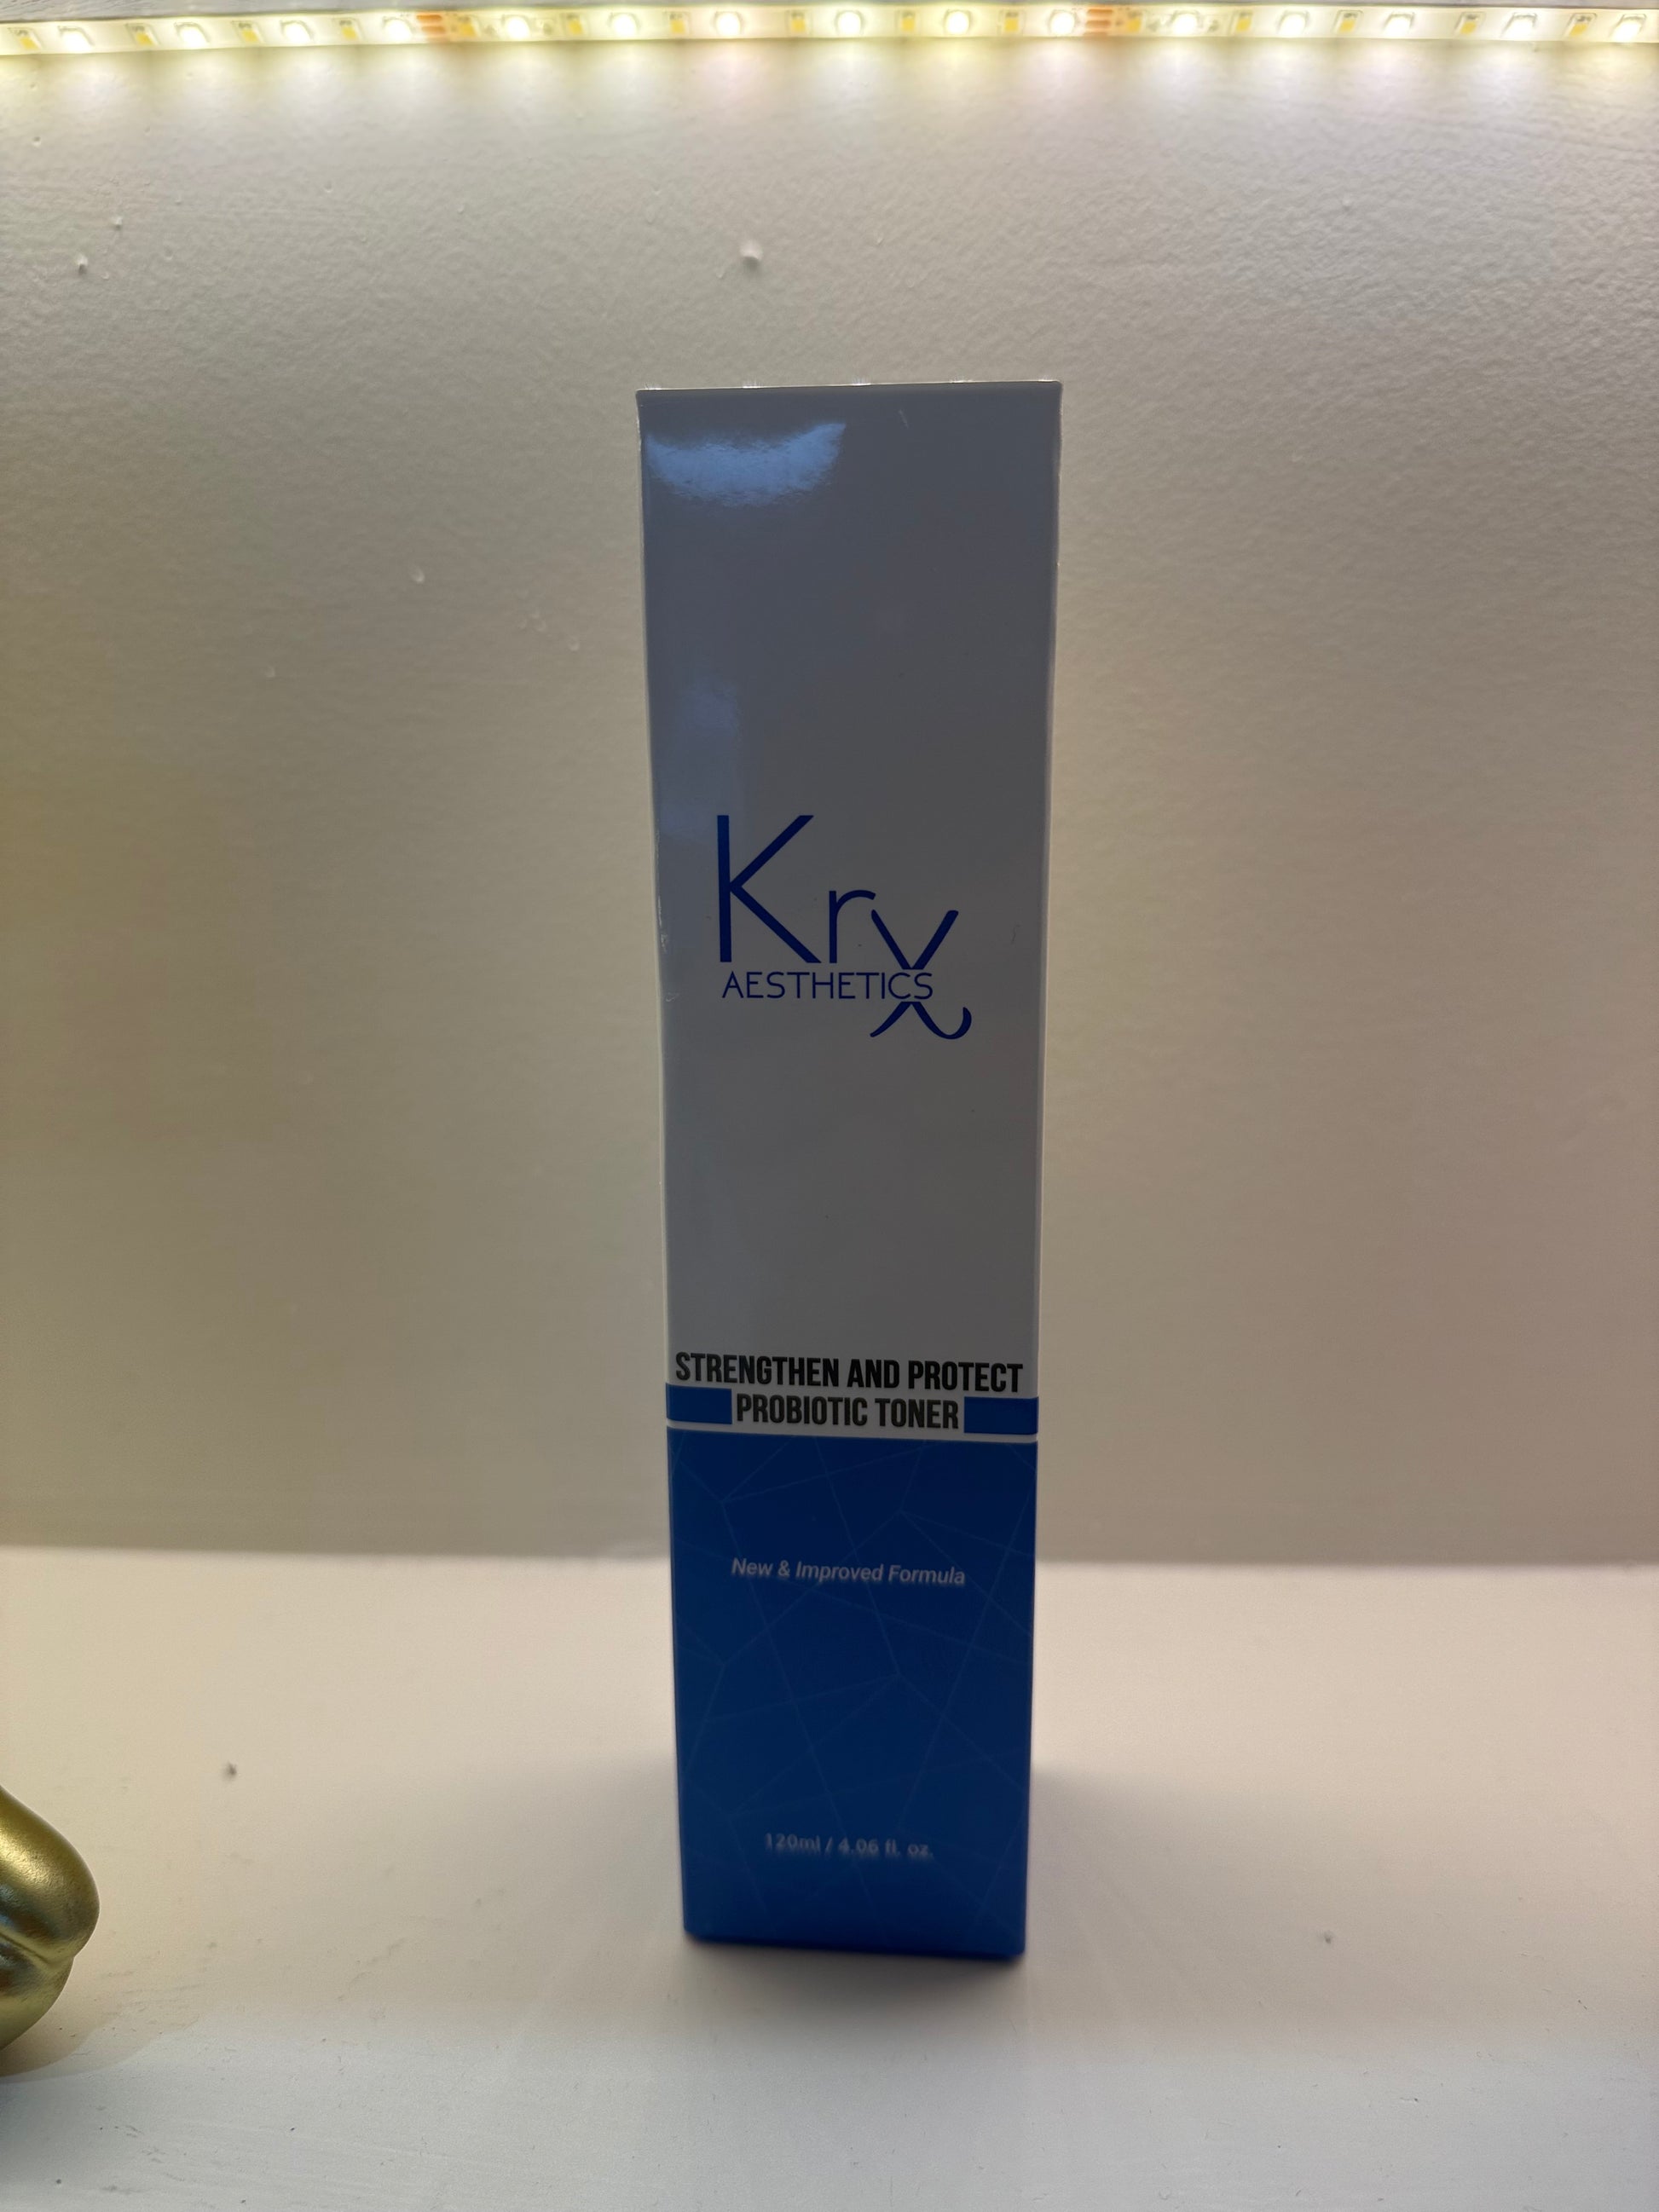 Krx
AESTHETICS
STRENGTHEN AND PROTECT
PROBIOTIC TONER
New & Improved Formula
120ml / 4.06 fl. oz.